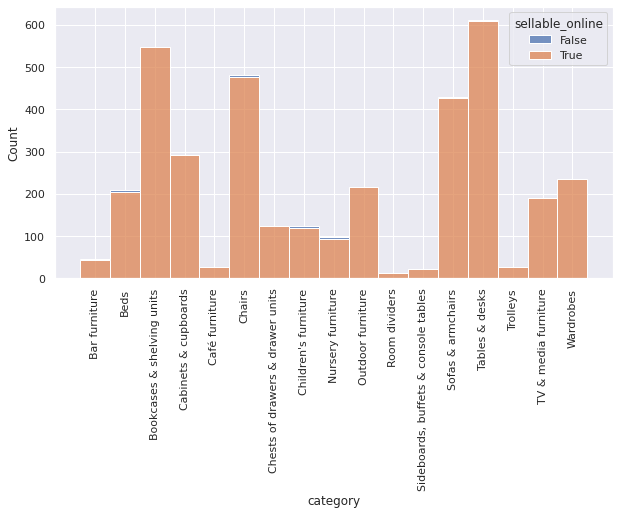 sellable_online
False
True
Count
600
500
400
300
200
100
0
Bar furniture
Beds
Bookcases & shelving units
Cabinets & cupboards
Café furniture
Chairs
Chests of drawers & drawer units
Children's furniture
Nursery furniture
Outdoor furniture
Room dividers
Sideboards, buffets & console tables
Sofas & armchairs
Tables & desks
Trolleys
TV & media furniture
Wardrobes
category